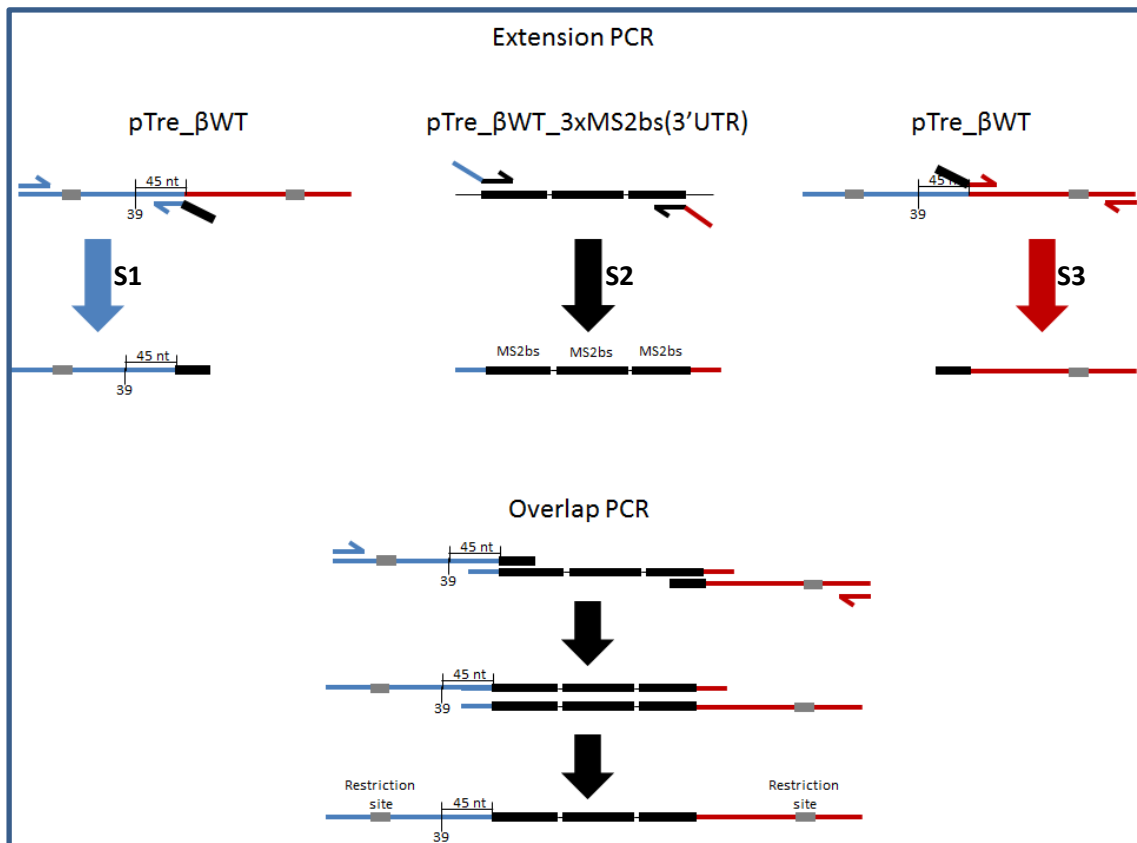 Extension PCR
pTre_βWT
pTre_βWT_3xMS2bs(3’UTR)
pTre_βWT
45 nt
39
45 nt
39
S1
S2
S3
45 nt
39
MS2bs
MS2bs
MS2bs
Overlap PCR
45 nt
39
45 nt
39
Restriction
site
45 nt
39
Restriction
site